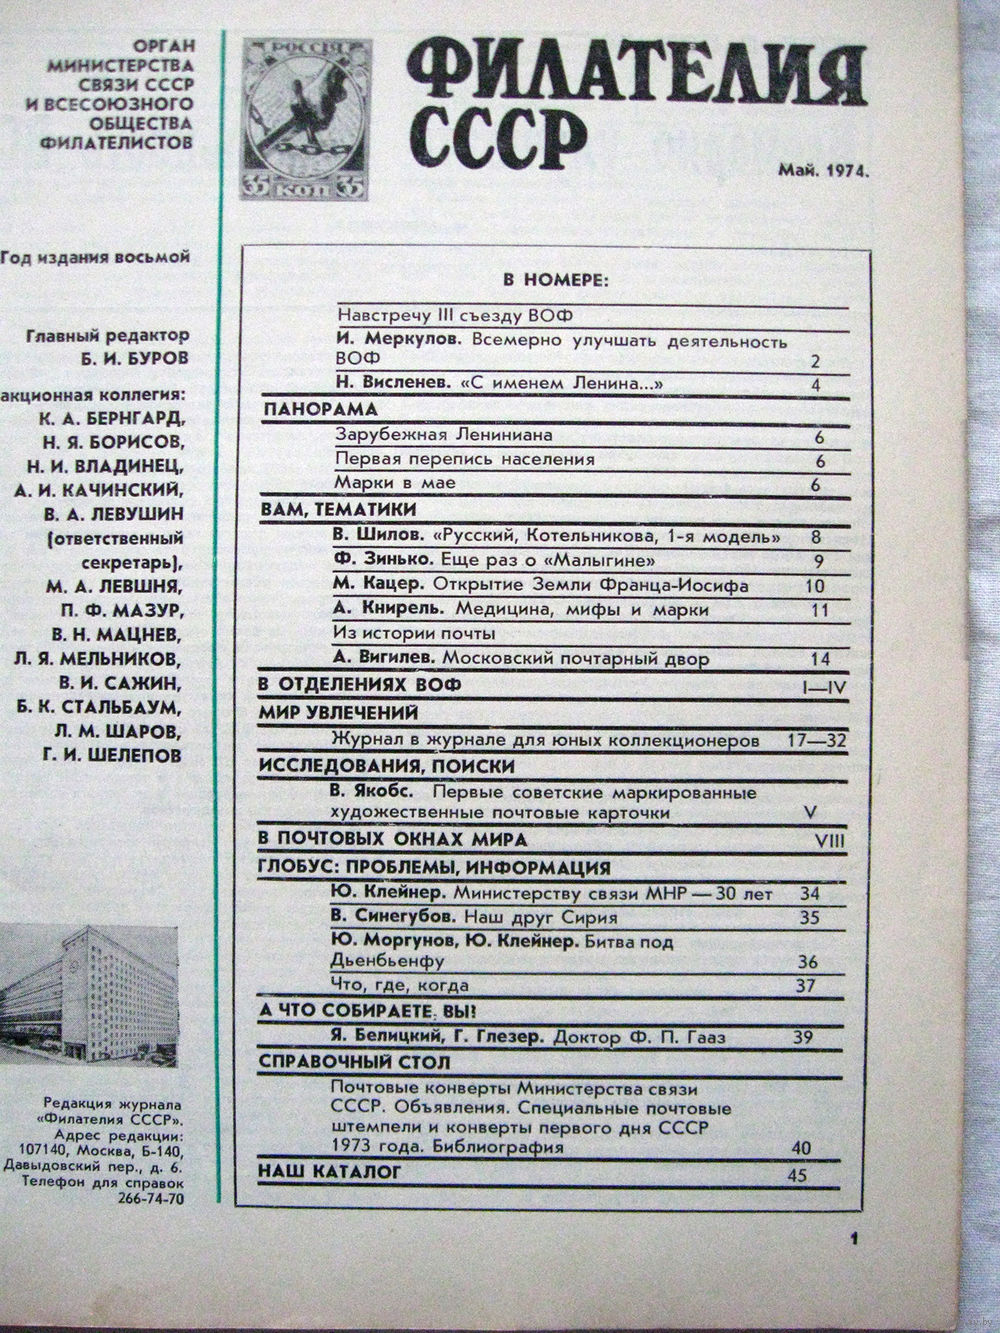 ОРГАН
МИНИСТЕРСТВА
СВЯЗИ СССР
И ВСЕСОЮЗНОГО
ОБЩЕСТВА
ФИЛАТЕЛИСТОВ
Год издания восьмой
Главный редактор
Б. И. БУРОВ
акционная коллегия:
К. А. БЕРНГАРД,
Н. Я. БОРИСОВ,
Н. И. ВЛАДИНЕЦ,
А. И. КАЧИНСКИЙ,
В. А. ЛЕВУШИН
(ответственный
секретарь),
М. А. ЛЕВШНЯ,
П. Ф. МАЗУР,
В. Н. МАЦНЕВ,
Л. Я. МЕЛЬНИКОВ,
В. И. САЖИН,
Б. К. СТАЛЬБАУМ,
Л. М. ШАРОВ,
Г. И. ШЕЛЕПОВ
Редакция журнала
«Филателия СССР».
Адрес редакции:
107140, Москва, Б-140,
Давыдовский пер., д. 6.
Телефон для справок
266-74-70
РОССІЯ
35 КОП 35
ФИЛАТЕЛИЯ
СССР
Май. 1974.
В НОМЕРЕ:
Навстречу III съезду ВОФ
И. Меркулов. Всемерно улучшать деятельность
ВОФ 2
Н. Висленев. «С именем Ленина...» 4
ПАНОРАМА
Зарубежная Лениниана 6
Первая перепись населения 6
Марки в мае 6
ВАМ, ТЕМАТИКИ
В. Шилов. «Русский, Котельникова, 1-я модель» 8
Ф. Зинько. Еще раз о «Малыгине» 9
М. Кацер. Открытие Земли Франца-Иосифа 10
А. Книрель. Медицина, мифы и марки 11
Из истории почты
А. Вигилев. Московский почтарный двор 14
В ОТДЕЛЕНИЯХ ВОФ I—IV
МИР УВЛЕЧЕНИЙ
Журнал в журнале для юных коллекционеров 17—32
ИССЛЕДОВАНИЯ, ПОИСКИ
В. Якобс. Первые советские маркированные
художественные почтовые карточки V
В ПОЧТОВЫХ ОКНАХ МИРА VIII
ГЛОБУС: ПРОБЛЕМЫ, ИНФОРМАЦИЯ
Ю. Клейнер. Министерству связи МНР — 30 лет 34
В. Синегубов. Наш друг Сирия 35
Ю. Моргунов, Ю. Клейнер. Битва под
Дьенбьенфу 36
Что, где, когда 37
А ЧТО СОБИРАЕТЕ ВЫ?
Я. Белицкий, Г. Глезер. Доктор Ф. П. Гааз 39
СПРАВОЧНЫЙ СТОЛ
Почтовые конверты Министерства связи
СССР. Объявления. Специальные почтовые
штемпели и конверты первого дня СССР
1973 года. Библиография 40
НАШ КАТАЛОГ 45
1